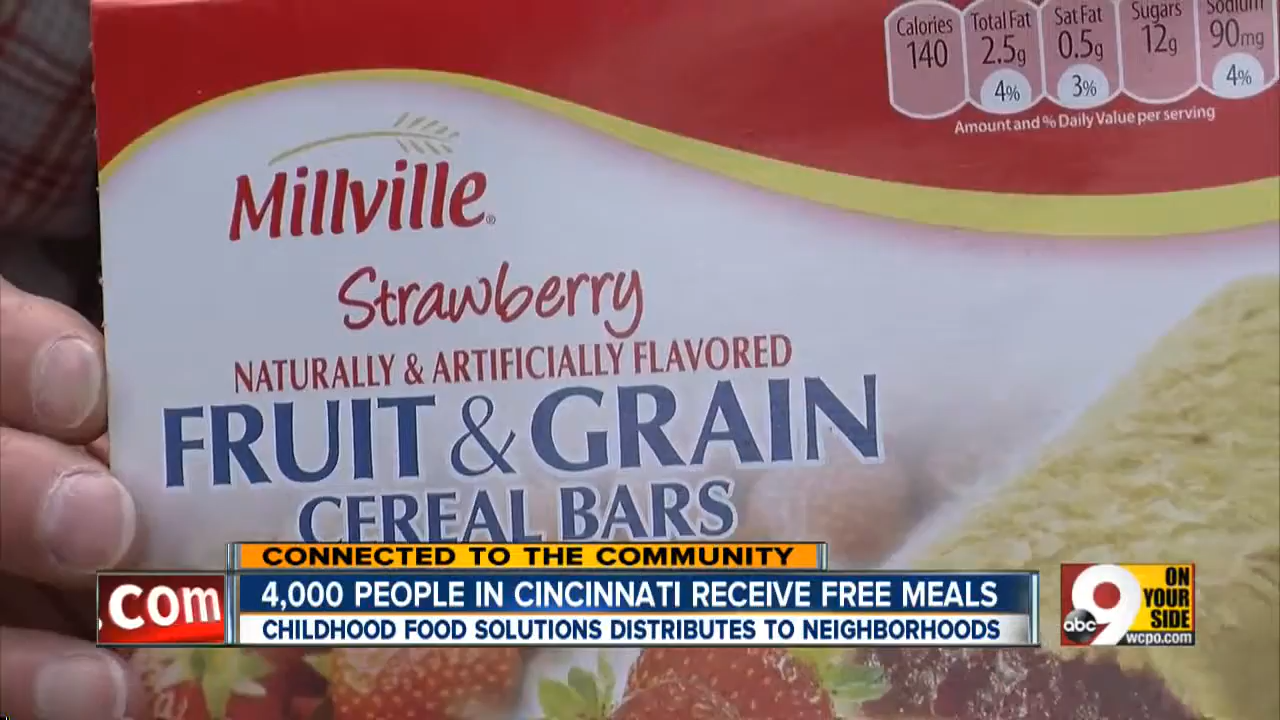 Calories Total Fat Sat Fat Sugars Sodium
140 2.5g 0.5g 12g 90mg
4% 3% 4%
Amount and % Daily Value per serving
Millville®
Strawberry
NATURALLY & ARTIFICIALLY FLAVORED
FRUIT & GRAIN
CEREAL BARS
CONNECTED TO THE COMMUNITY
.COM
4,000 PEOPLE IN CINCINNATI RECEIVE FREE MEALS
CHILDHOOD FOOD SOLUTIONS DISTRIBUTES TO NEIGHBORHOODS
abc 9 ON YOUR SIDE
wcpo.com